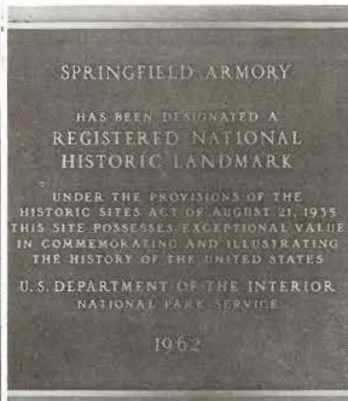 SPRINGFIELD ARMORY
HAS BEEN DESIGNATED A
REGISTERED NATIONAL
HISTORIC LANDMARK
UNDER THE PROVISIONS OF THE
HISTORIC SITES ACT OF AUGUST 21, 1935
THIS SITE POSSESSES EXCEPTIONAL VALUE
IN COMMEMORATING AND ILLUSTRATING
THE HISTORY OF THE UNITED STATES
U.S. DEPARTMENT OF THE INTERIOR
NATIONAL PARK SERVICE
1962